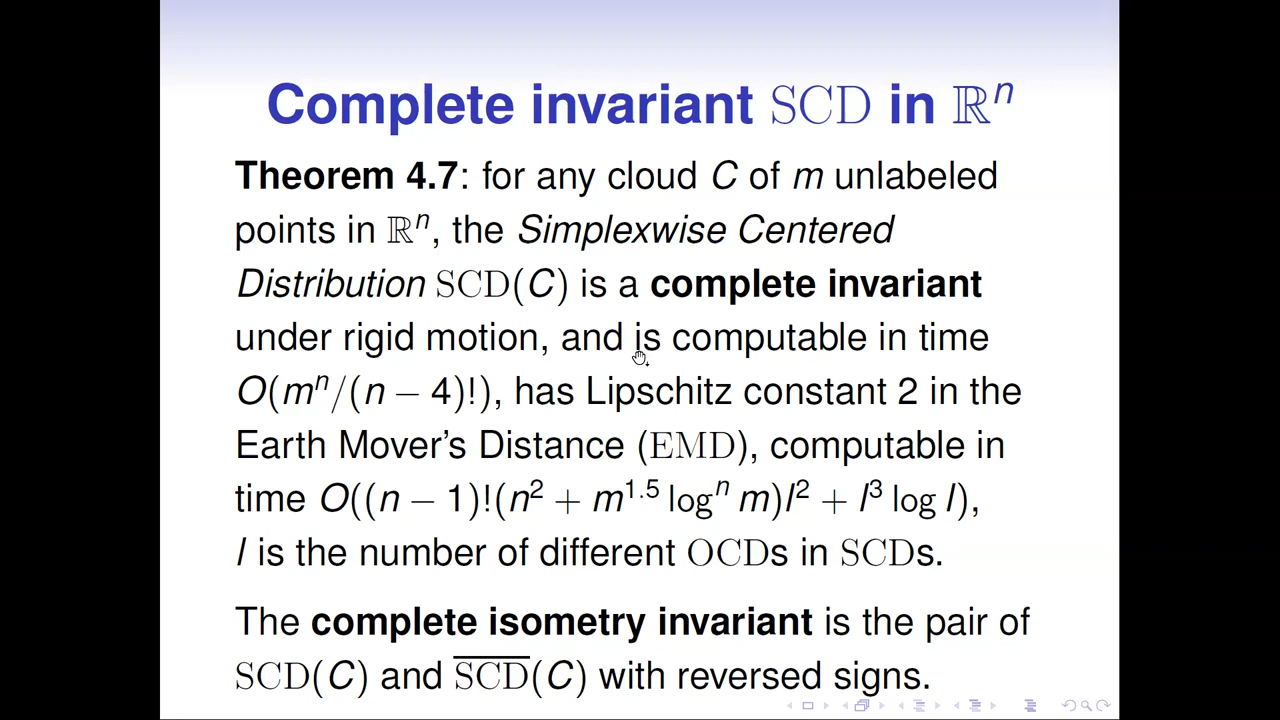 Complete invariant SCD in ℝⁿ
Theorem 4.7: for any cloud C of m unlabeled
points in ℝⁿ, the Simplexwise Centered
Distribution SCD(C) is a complete invariant
under rigid motion, and is computable in time
O(mⁿ/(n − 4)!), has Lipschitz constant 2 in the
Earth Mover's Distance (EMD), computable in
time O((n − 1)!(n² + m¹·⁵ logⁿ m)l² + l³ log l),
l is the number of different OCDs in SCDs.
The complete isometry invariant is the pair of
SCD(C) and S̅C̅D̅(C) with reversed signs.